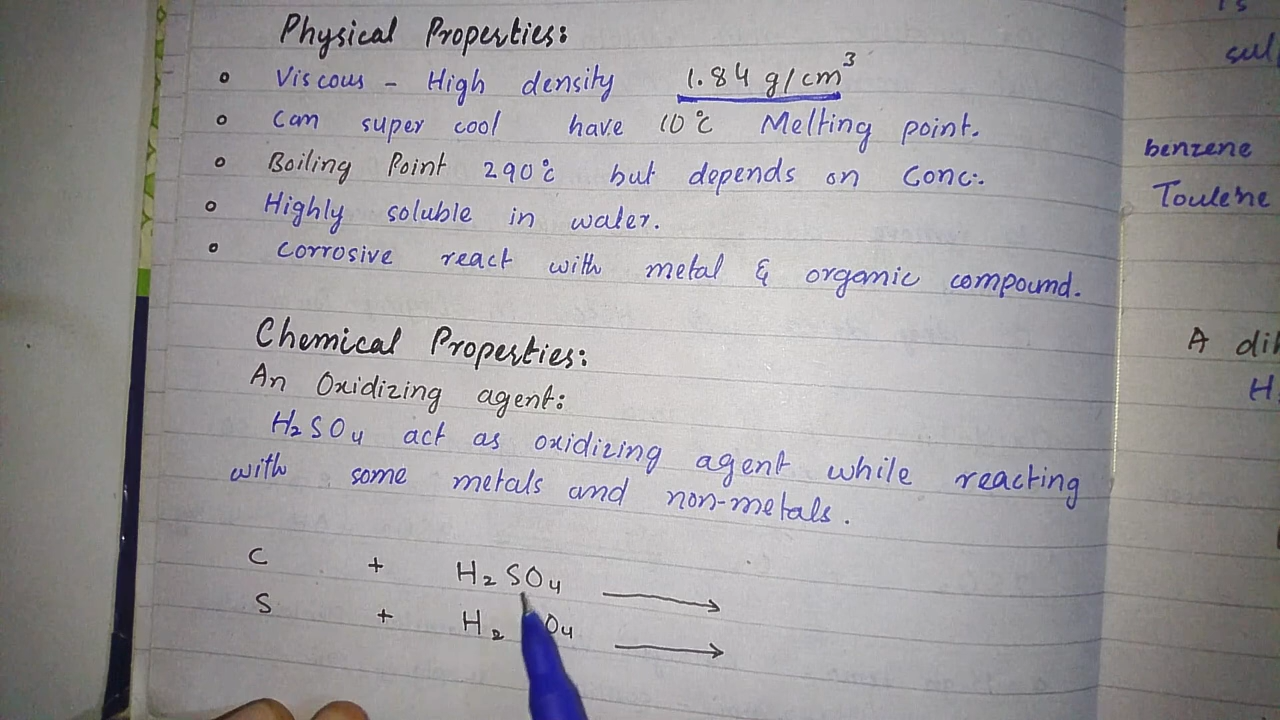 Physical Properties:
Viscous - High density 1.84 g/cm³
Can super cool have 10°C Melting point.
Boiling Point 290°C but depends on Conc:.
Highly soluble in water.
Corrosive react with metal & organic compound.
Chemical Properties:
An Oxidizing agent:
H₂SO₄ act as oxidizing agent while reacting
with some metals and non-metals.
C + H₂SO₄ ⟶
S + H₂ O₄ ⟶
benzene
Toulene
A
H